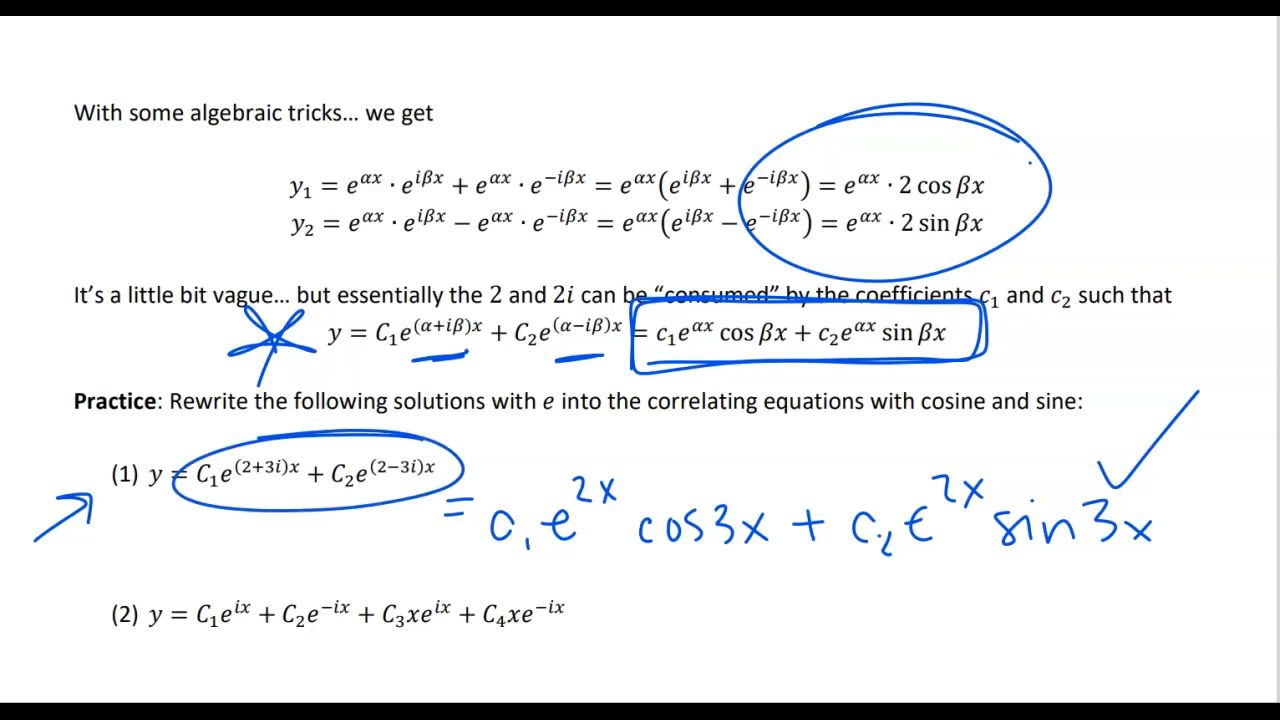 With some algebraic tricks… we get
y₁ = e^{αx} · e^{iβx} + e^{αx} · e^{−iβx} = e^{αx}(e^{iβx} + e^{−iβx}) = e^{αx} · 2 cos βx
y₂ = e^{αx} · e^{iβx} − e^{αx} · e^{−iβx} = e^{αx}(e^{iβx} − e^{−iβx}) = e^{αx} · 2 sin βx
It's a little bit vague… but essentially the 2 and 2i can be “consumed” by the coefficients c₁ and c₂ such that
y = C₁e^{(α+iβ)x} + C₂e^{(α−iβ)x} = c₁e^{αx} cos βx + c₂e^{αx} sin βx
Practice: Rewrite the following solutions with e into the correlating equations with cosine and sine:
(1) y = C₁e^{(2+3i)x} + C₂e^{(2−3i)x}
= c₁e^{2x} cos3x + c₂e^{2x} sin3x
(2) y = C₁e^{ix} + C₂e^{−ix} + C₃xe^{ix} + C₄xe^{−ix}